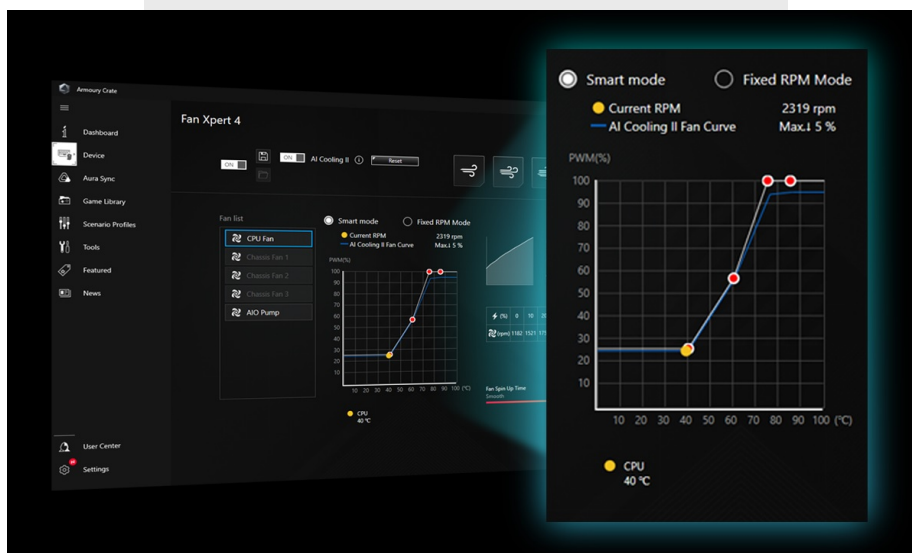 Armoury Crate
Dashboard
Device
Aura Sync
Game Library
Scenario Profiles
Tools
Featured
News
User Center
Settings
Fan Xpert 4
ON
ON AI Cooling II Reset
Fan list
CPU Fan
Chassis Fan 1
Chassis Fan 2
Chassis Fan 3
AIO Pump
Smart mode Fixed RPM Mode
Current RPM 2319 rpm
AI Cooling II Fan Curve Max.↓ 5 %
PWM(%)
100
90
80
70
60
50
40
30
20
10
10 20 30 40 50 60 70 80 90 100 (°C)
CPU
40 °C
(%) 0 10
(rpm) 1182 1521
Fan Spin Up Time
Smooth
Smart mode Fixed RPM Mode
Current RPM 2319 rpm
AI Cooling II Fan Curve Max.↓ 5 %
PWM(%)
100
90
80
70
60
50
40
30
20
10
10 20 30 40 50 60 70 80 90 100 (°C)
CPU
40 °C